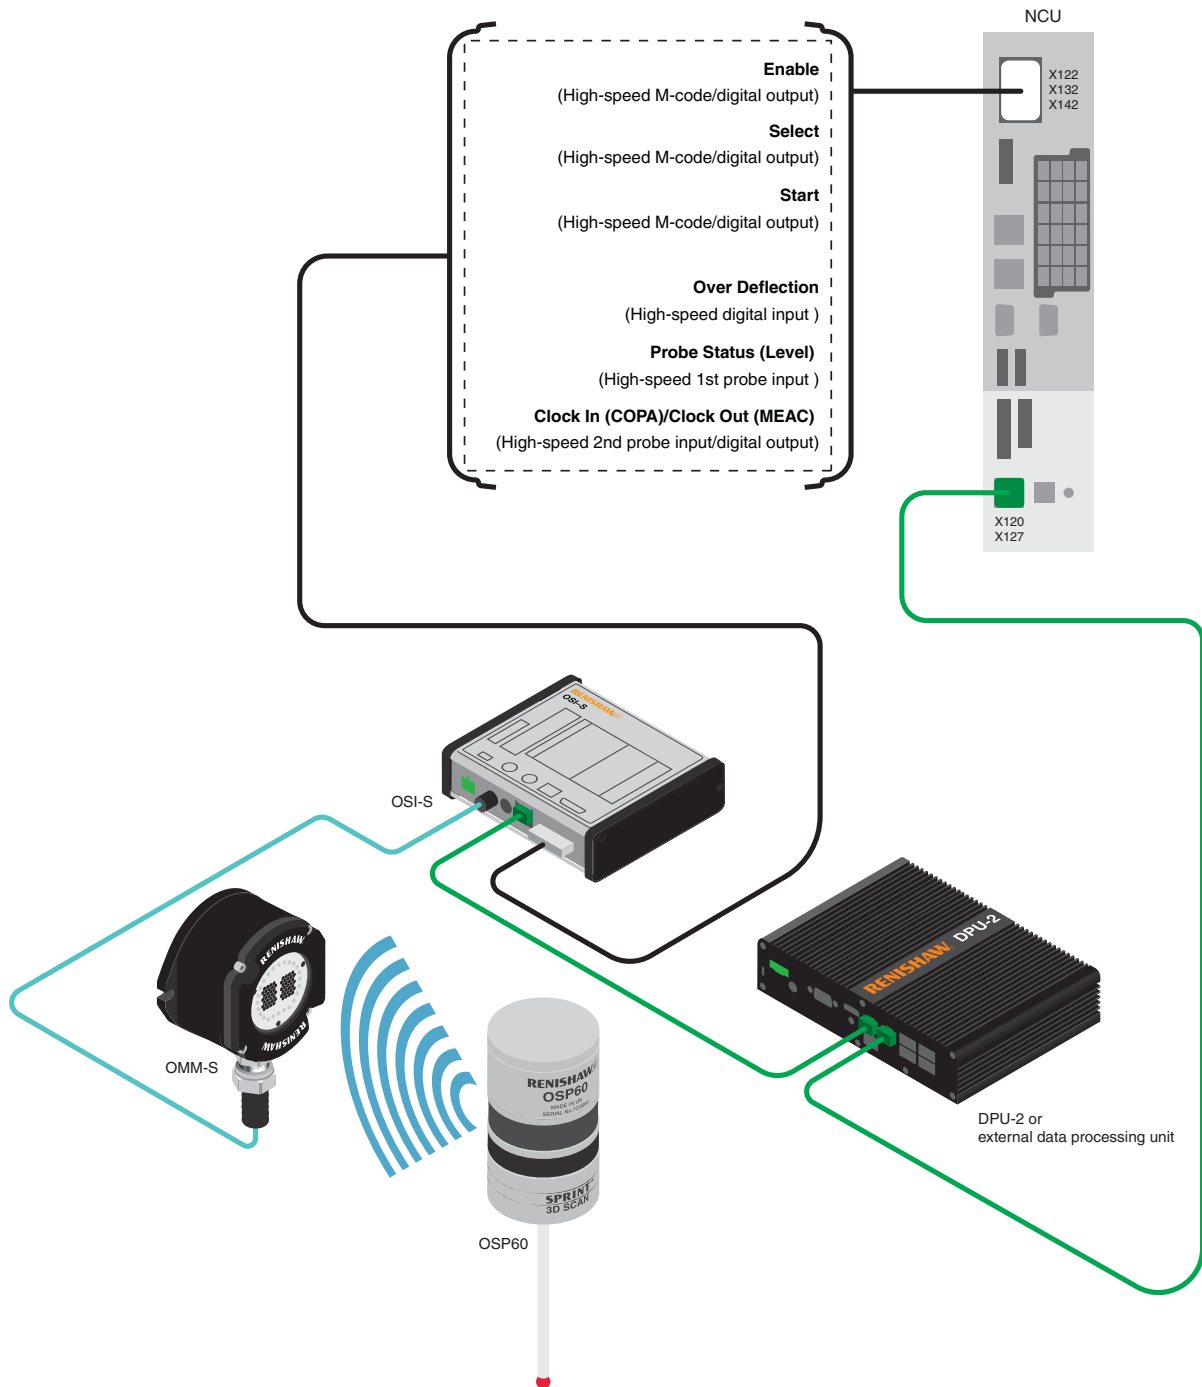 NCU
Enable
(High-speed M-code/digital output)
Select
(High-speed M-code/digital output)
Start
(High-speed M-code/digital output)
Over Deflection
(High-speed digital input )
Probe Status (Level)
(High-speed 1st probe input )
Clock In (COPA)/Clock Out (MEAC)
(High-speed 2nd probe input/digital output)
X122
X132
X142
X120
X127
RENISHAW
OSI-S
OSI-S
RENISHAW
RENISHAW
OMM-S
RENISHAW
OSP60
MADE IN UK
SPRINT
3D SCAN
OSP60
RENISHAW DPU-2
DPU-2 or
external data processing unit